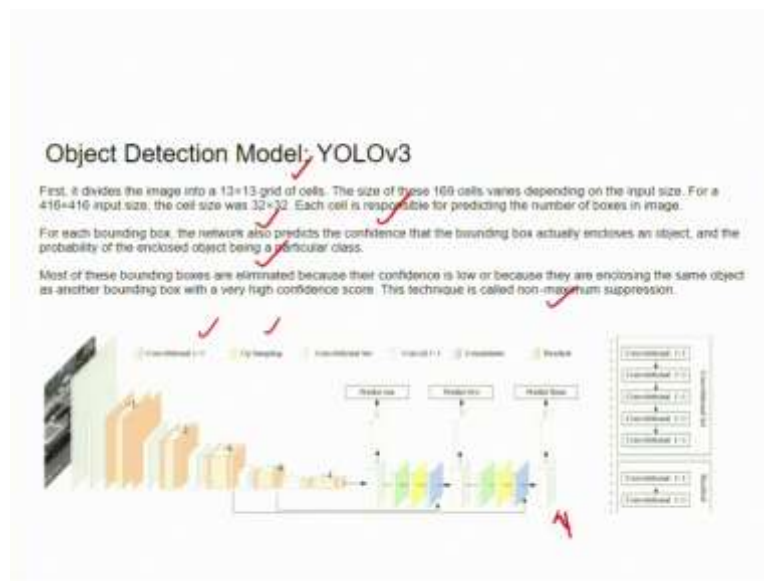 Object Detection Model: YOLOv3
First, it divides the image into a 13×13 grid of cells. The size of these 169 cells varies depending on the input size. For a
416×416 input size, the cell size was 32×32. Each cell is responsible for predicting the number of boxes in image.
For each bounding box, the network also predicts the confidence that the bounding box actually encloses an object, and the
probability of the enclosed object being a particular class.
Most of these bounding boxes are eliminated because their confidence is low or because they are enclosing the same object
as another bounding box with a very high confidence score. This technique is called non-maximum suppression.
Up Sampling
Predict one Predict two Predict three